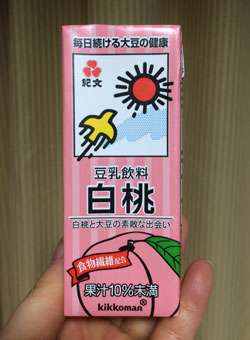 毎日続ける大豆の健康
紀文
豆乳飲料
白桃
白桃と大豆の素敵な出会い
食物繊維配合
果汁10%未満
kikkoman®